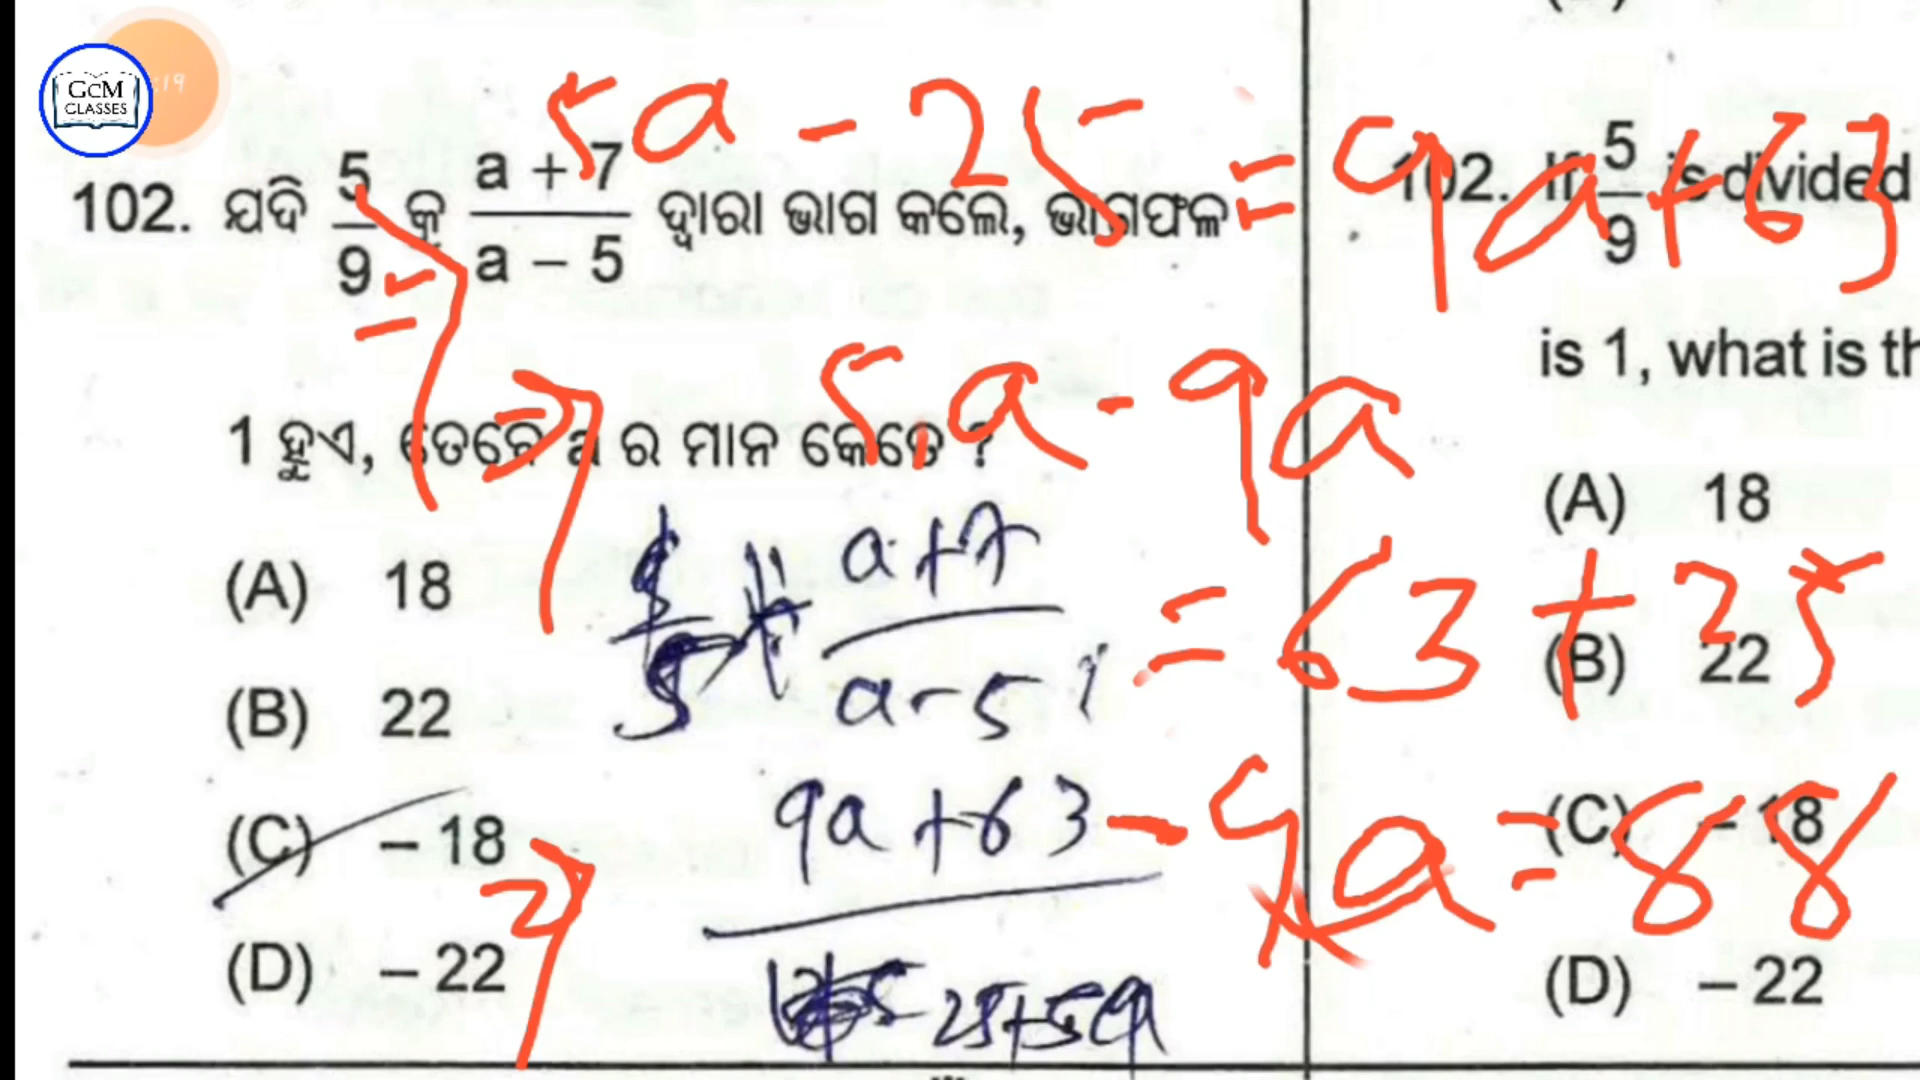 GCM
CLASSES
:19
5a - 25 = 9a + 63
102. ଯଦି 5/9 କୁ a + 7 / a – 5 ଦ୍ୱାରା ଭାଗ କଲେ, ଭାଗଫଳ
1 ହୁଏ, ତେବେ a ର ମାନ କେତେ ?
(A) 18
(B) 22
(C) – 18
(D) – 22
5a - 9a
= 63 + 25
- 4a = 88
a + 7
a - 5
9a + 63
25 + 5a
102. If 5/9 is divided
is 1, what is th
(A) 18
(B) 22
(C) – 18
(D) – 22